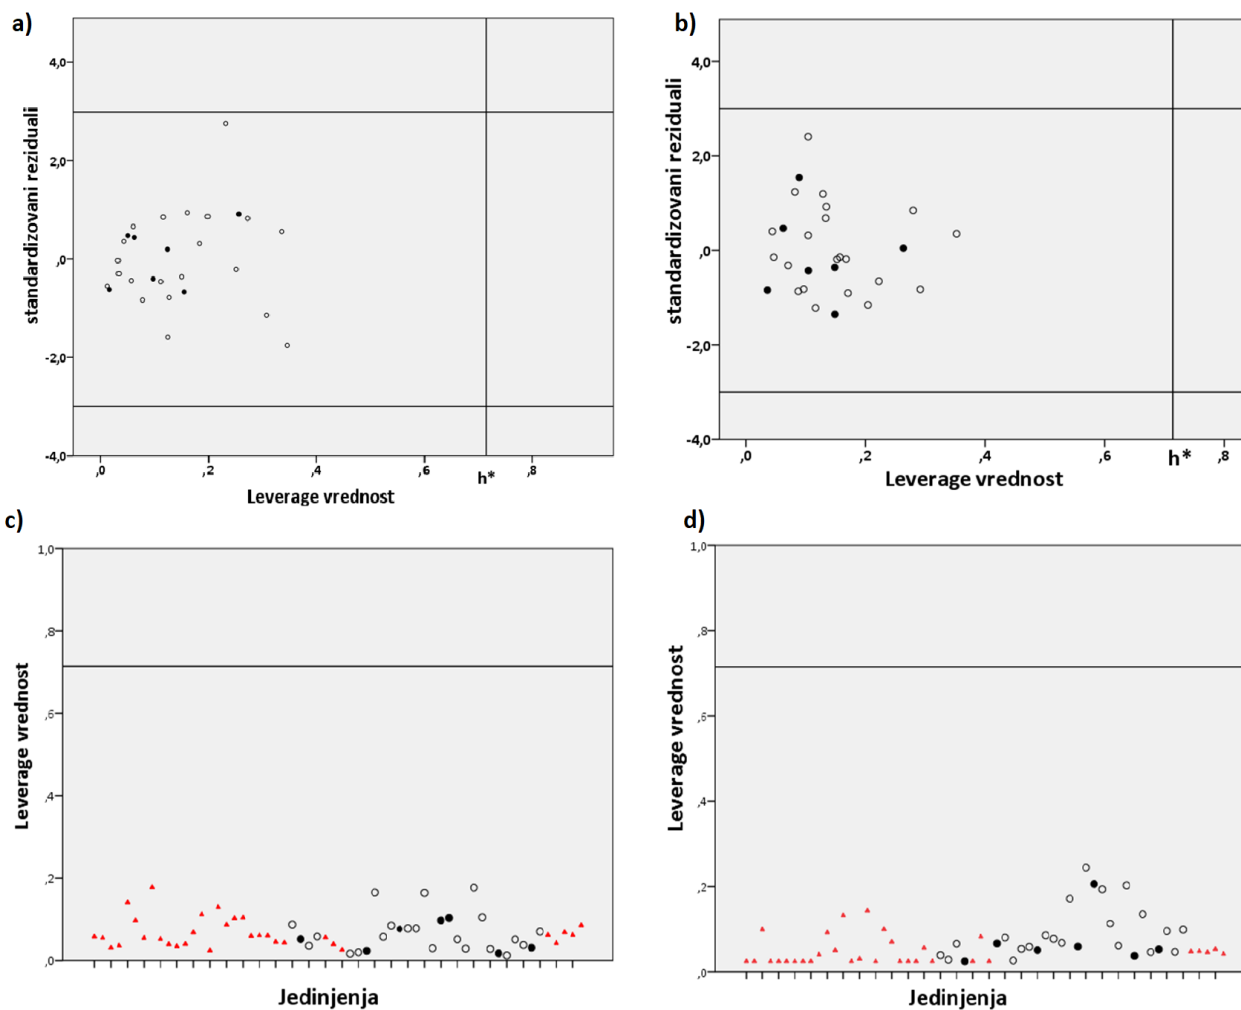 a)
4,0
2,0
,0
-2,0
-4,0
standardizovani reziduali
,0 ,2 ,4 ,6 h* ,8
Leverage vrednost
b)
4,0
2,0
,0
-2,0
-4,0
standardizovani reziduali
,0 ,2 ,4 ,6 h* ,8
Leverage vrednost
c)
1,0
,8
,6
,4
,2
,0
Leverage vrednost
Jedinjenja
d)
1,0
,8
,6
,4
,2
,0
Leverage vrednost
Jedinjenja